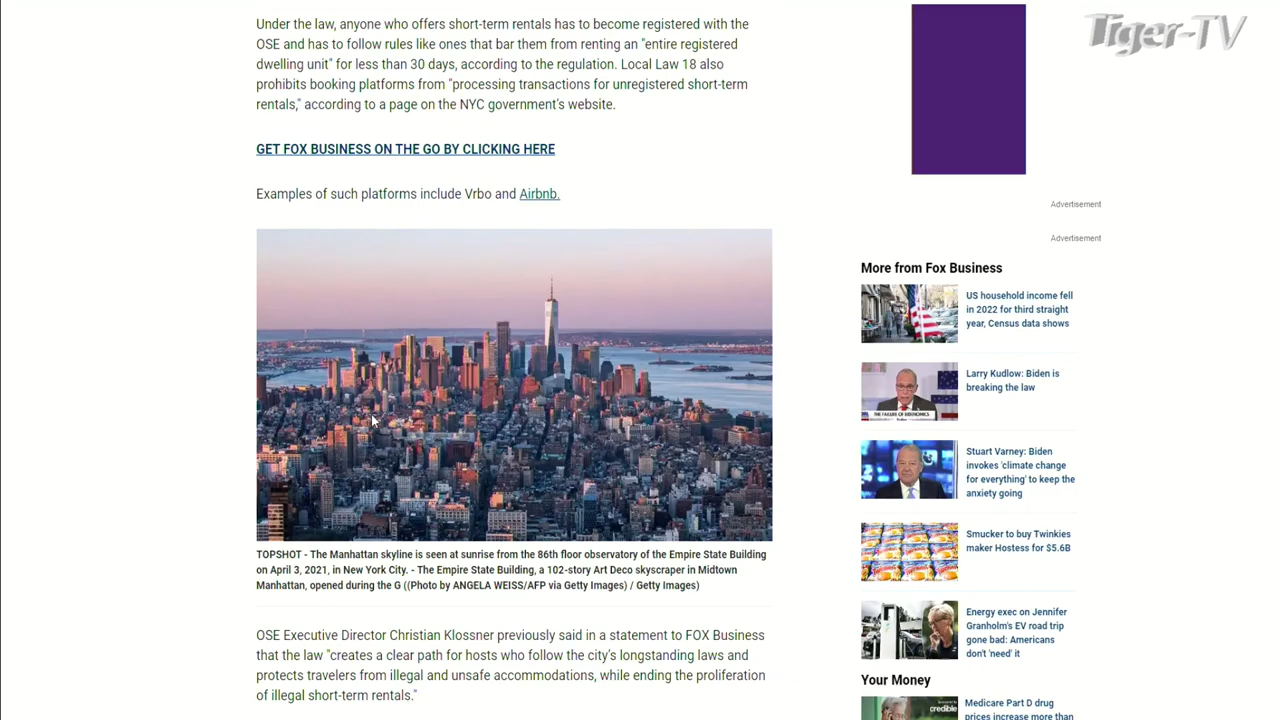 Tiger-TV
Under the law, anyone who offers short-term rentals has to become registered with the
OSE and has to follow rules like ones that bar them from renting an "entire registered
dwelling unit" for less than 30 days, according to the regulation. Local Law 18 also
prohibits booking platforms from "processing transactions for unregistered short-term
rentals," according to a page on the NYC government's website.
GET FOX BUSINESS ON THE GO BY CLICKING HERE
Examples of such platforms include Vrbo and Airbnb.
TOPSHOT - The Manhattan skyline is seen at sunrise from the 86th floor observatory of the Empire State Building
on April 3, 2021, in New York City. - The Empire State Building, a 102-story Art Deco skyscraper in Midtown
Manhattan, opened during the G ((Photo by ANGELA WEISS/AFP via Getty Images) / Getty Images)
OSE Executive Director Christian Klossner previously said in a statement to FOX Business
that the law "creates a clear path for hosts who follow the city's longstanding laws and
protects travelers from illegal and unsafe accommodations, while ending the proliferation
of illegal short-term rentals."
Advertisement
Advertisement
More from Fox Business
US household income fell
in 2022 for third straight
year, Census data shows
Larry Kudlow: Biden is
breaking the law
THE FAILURE OF BIDENOMICS
Stuart Varney: Biden
invokes 'climate change
for everything' to keep the
anxiety going
Smucker to buy Twinkies
maker Hostess for $5.6B
Energy exec on Jennifer
Granholm's EV road trip
gone bad: Americans
don't 'need' it
Your Money
credible
Medicare Part D drug
prices increase more than